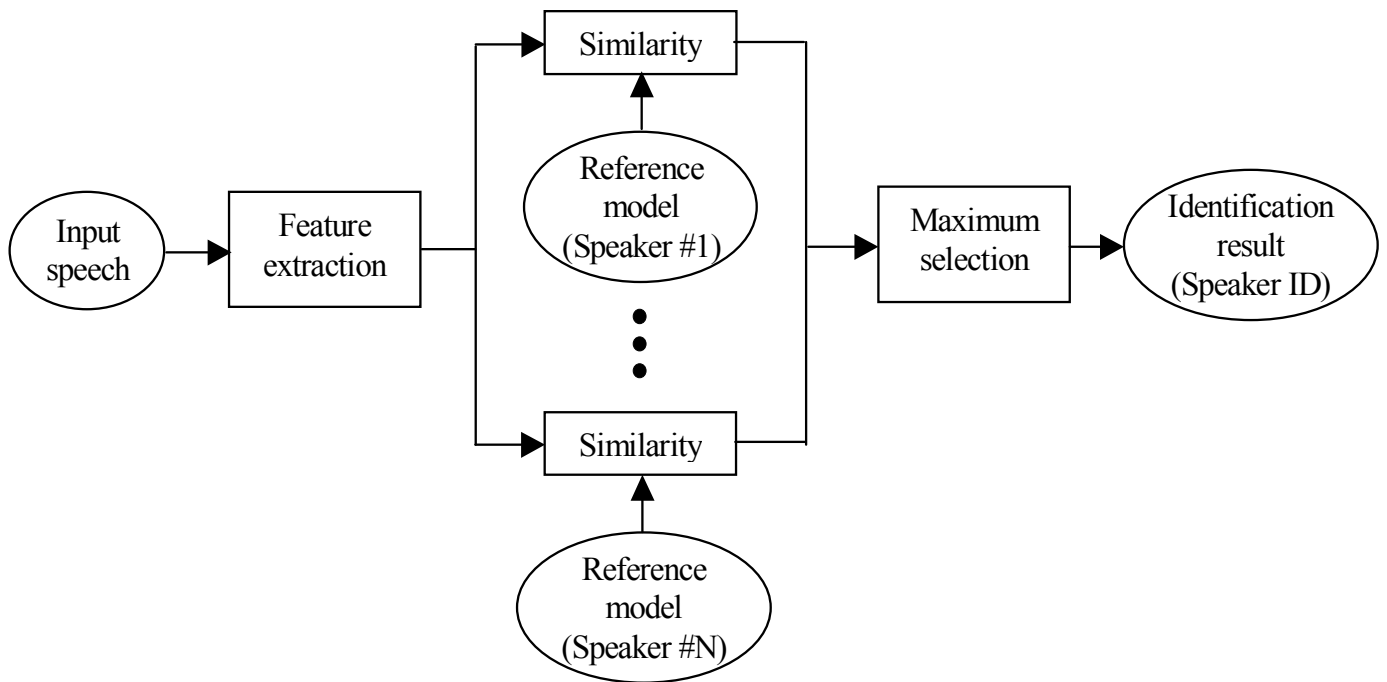 Input
speech
Feature
extraction
Similarity
Reference
model
(Speaker #1)
Similarity
Reference
model
(Speaker #N)
Maximum
selection
Identification
result
(Speaker ID)